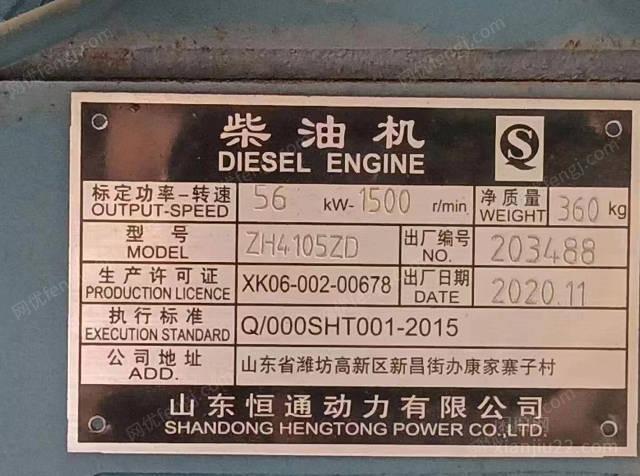 柴油机
DIESEL ENGINE
标定功率-转速 56 kW- 1500 r/min 净质量 360 kg
OUTPUT-SPEED WEIGHT
型号 ZH4105ZD 出厂编号 203488
MODEL NO.
生产许可证 XK06-002-00678 出厂日期 2020.11
PRODUCTION LICENCE DATE
执行标准 Q/000SHT001-2015
EXECUTION STANDARD
公司地址 山东省潍坊高新区新昌街办康家寨子村
ADD.
山东恒通动力有限公司
SHANDONG HENGTONG POWER CO.,LTD.